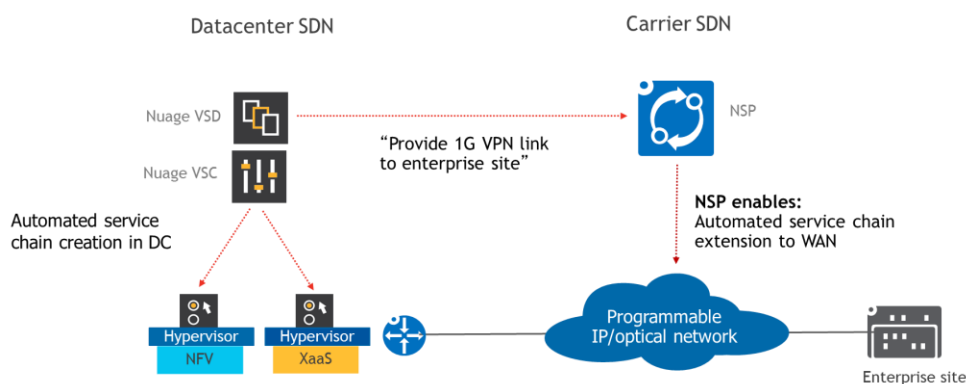 Datacenter SDN
Carrier SDN
Nuage VSD
NSP
“Provide 1G VPN link
to enterprise site”
Nuage VSC
NSP enables:
Automated service chain
extension to WAN
Automated service
chain creation in DC
Hypervisor
Hypervisor
NFV
XaaS
Programmable
IP/optical network
Enterprise site